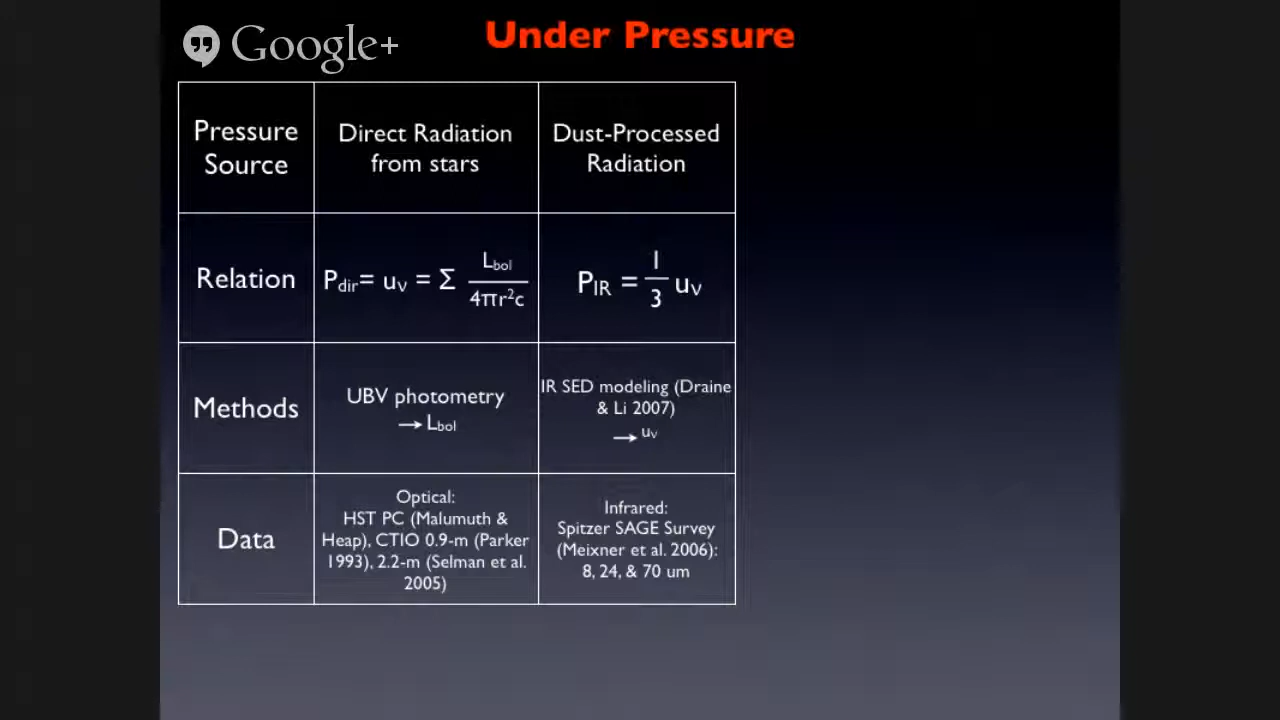 Google+
Under Pressure
Pressure
Source
Direct Radiation
from stars
Dust-Processed
Radiation
Relation
P_dir= u_ν = Σ L_bol / 4πr²c
P_IR = 1/3 u_ν
Methods
UBV photometry
→ L_bol
IR SED modeling (Draine
& Li 2007)
→ u_ν
Data
Optical:
HST PC (Malumuth &
Heap), CTIO 0.9-m (Parker
1993), 2.2-m (Selman et al.
2005)
Infrared:
Spitzer SAGE Survey
(Meixner et al. 2006):
8, 24, & 70 um